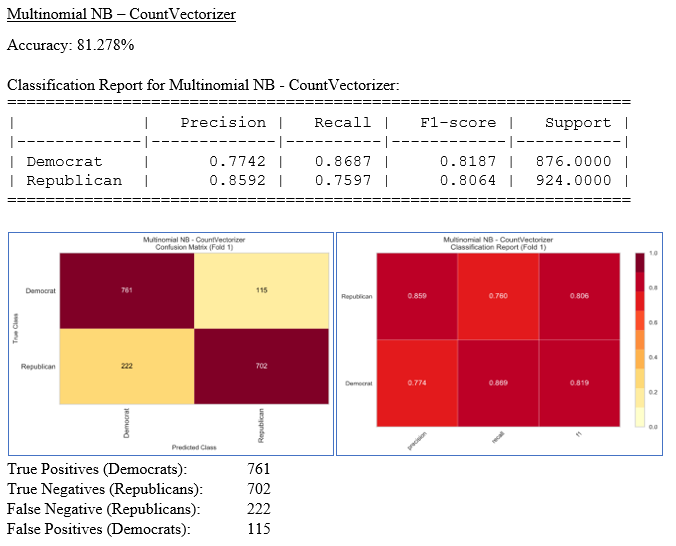 Multinomial NB – CountVectorizer
Accuracy: 81.278%
Classification Report for Multinomial NB - CountVectorizer:
=================================================================
| | Precision | Recall | F1-score | Support |
|-------------|-------------|----------|------------|-----------|
| Democrat | 0.7742 | 0.8687 | 0.8187 | 876.0000 |
| Republican | 0.8592 | 0.7597 | 0.8064 | 924.0000 |
=================================================================
Multinomial NB - CountVectorizer
Confusion Matrix (Fold 1)
True Class
Democrat 761 115
Republican 222 702
Democrat
Republican
Predicted Class
Multinomial NB - CountVectorizer
Classification Report (Fold 1)
Republican 0.859 0.760 0.806
Democrat 0.774 0.869 0.819
precision
recall
f1
1.0
0.8
0.6
0.4
0.2
0.0
True Positives (Democrats): 761
True Negatives (Republicans): 702
False Negative (Republicans): 222
False Positives (Democrats): 115